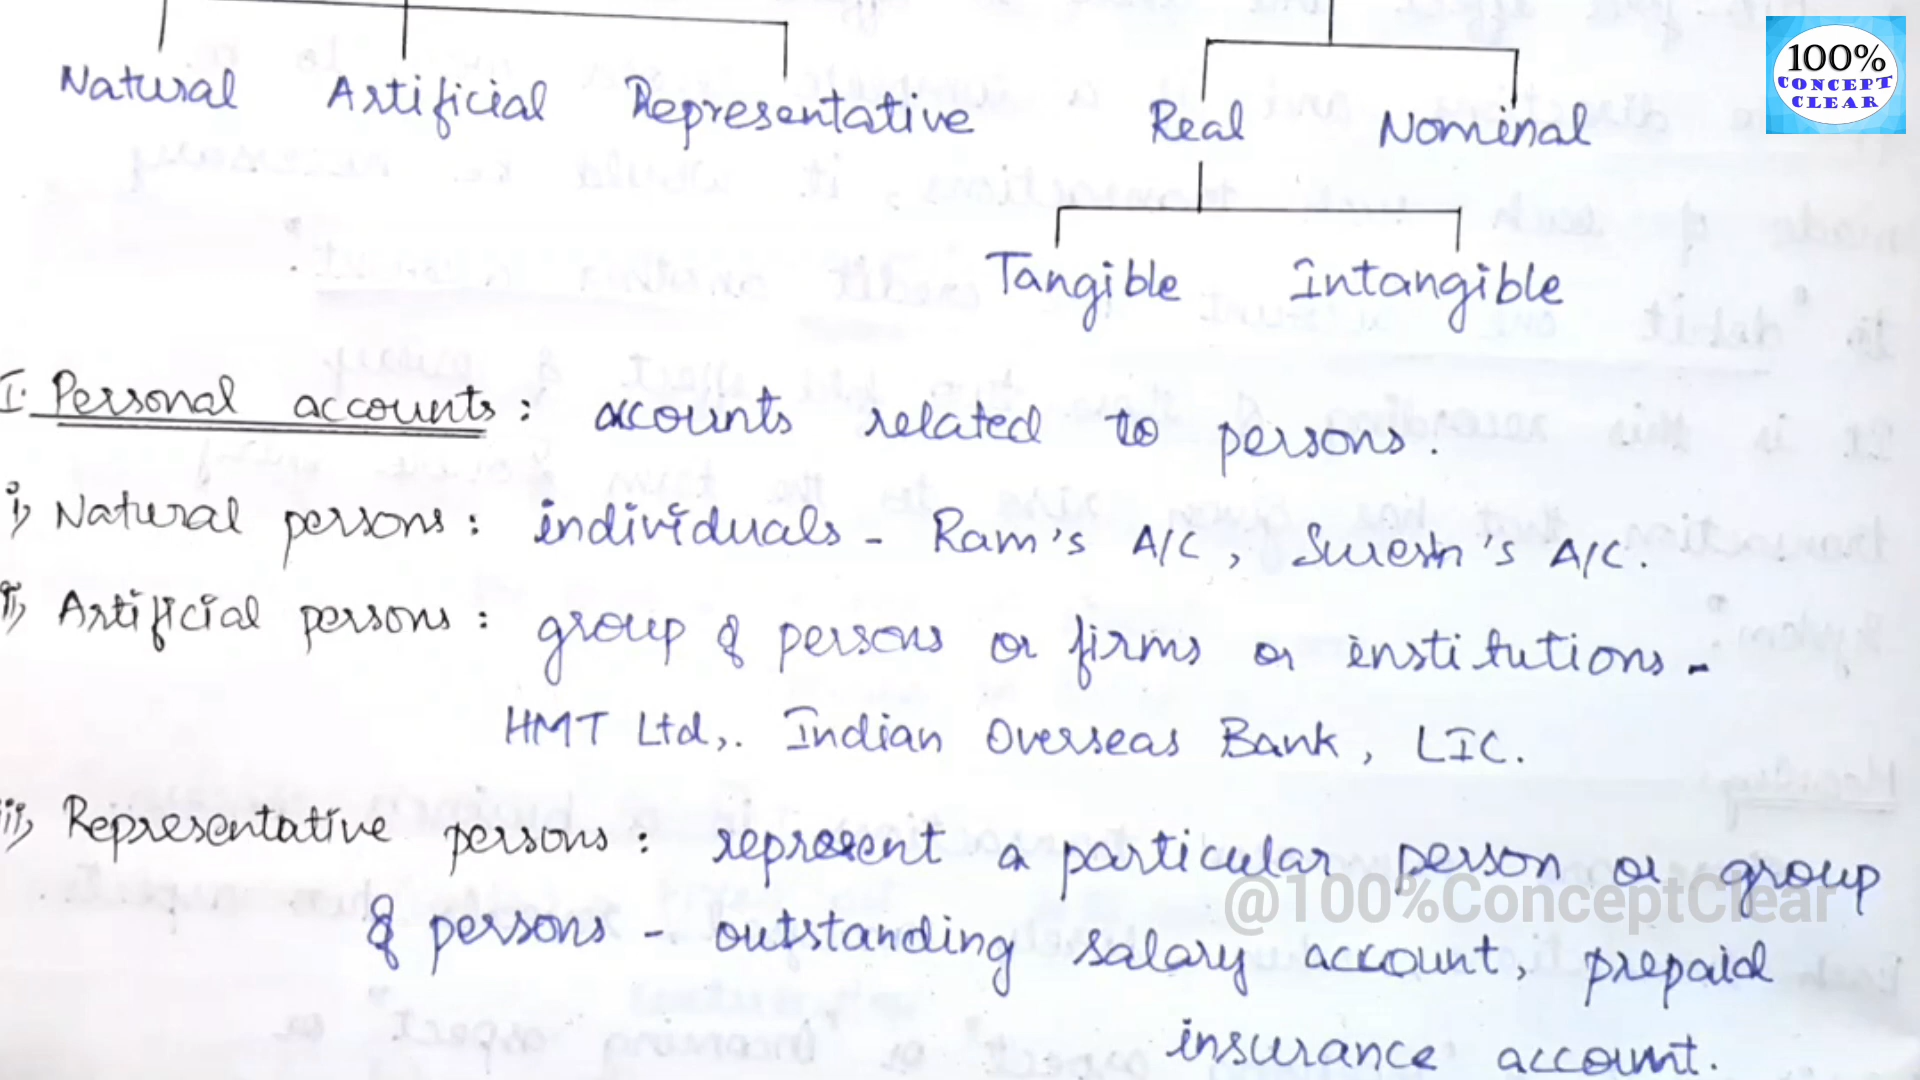 Natural Artificial Representative Real Nominal
100%
CONCEPT
CLEAR
Tangible Intangible
I. Personal accounts : accounts related to persons.
i) Natural persons : individuals - Ram's A/C, Suresh's A/C.
ii) Artificial persons : group of persons or firms or institutions -
HMT Ltd,. Indian Overseas Bank, LIC.
iii) Representative persons : represent a particular person or group
@100%ConceptClear
of persons - outstanding salary account, prepaid
insurance account.